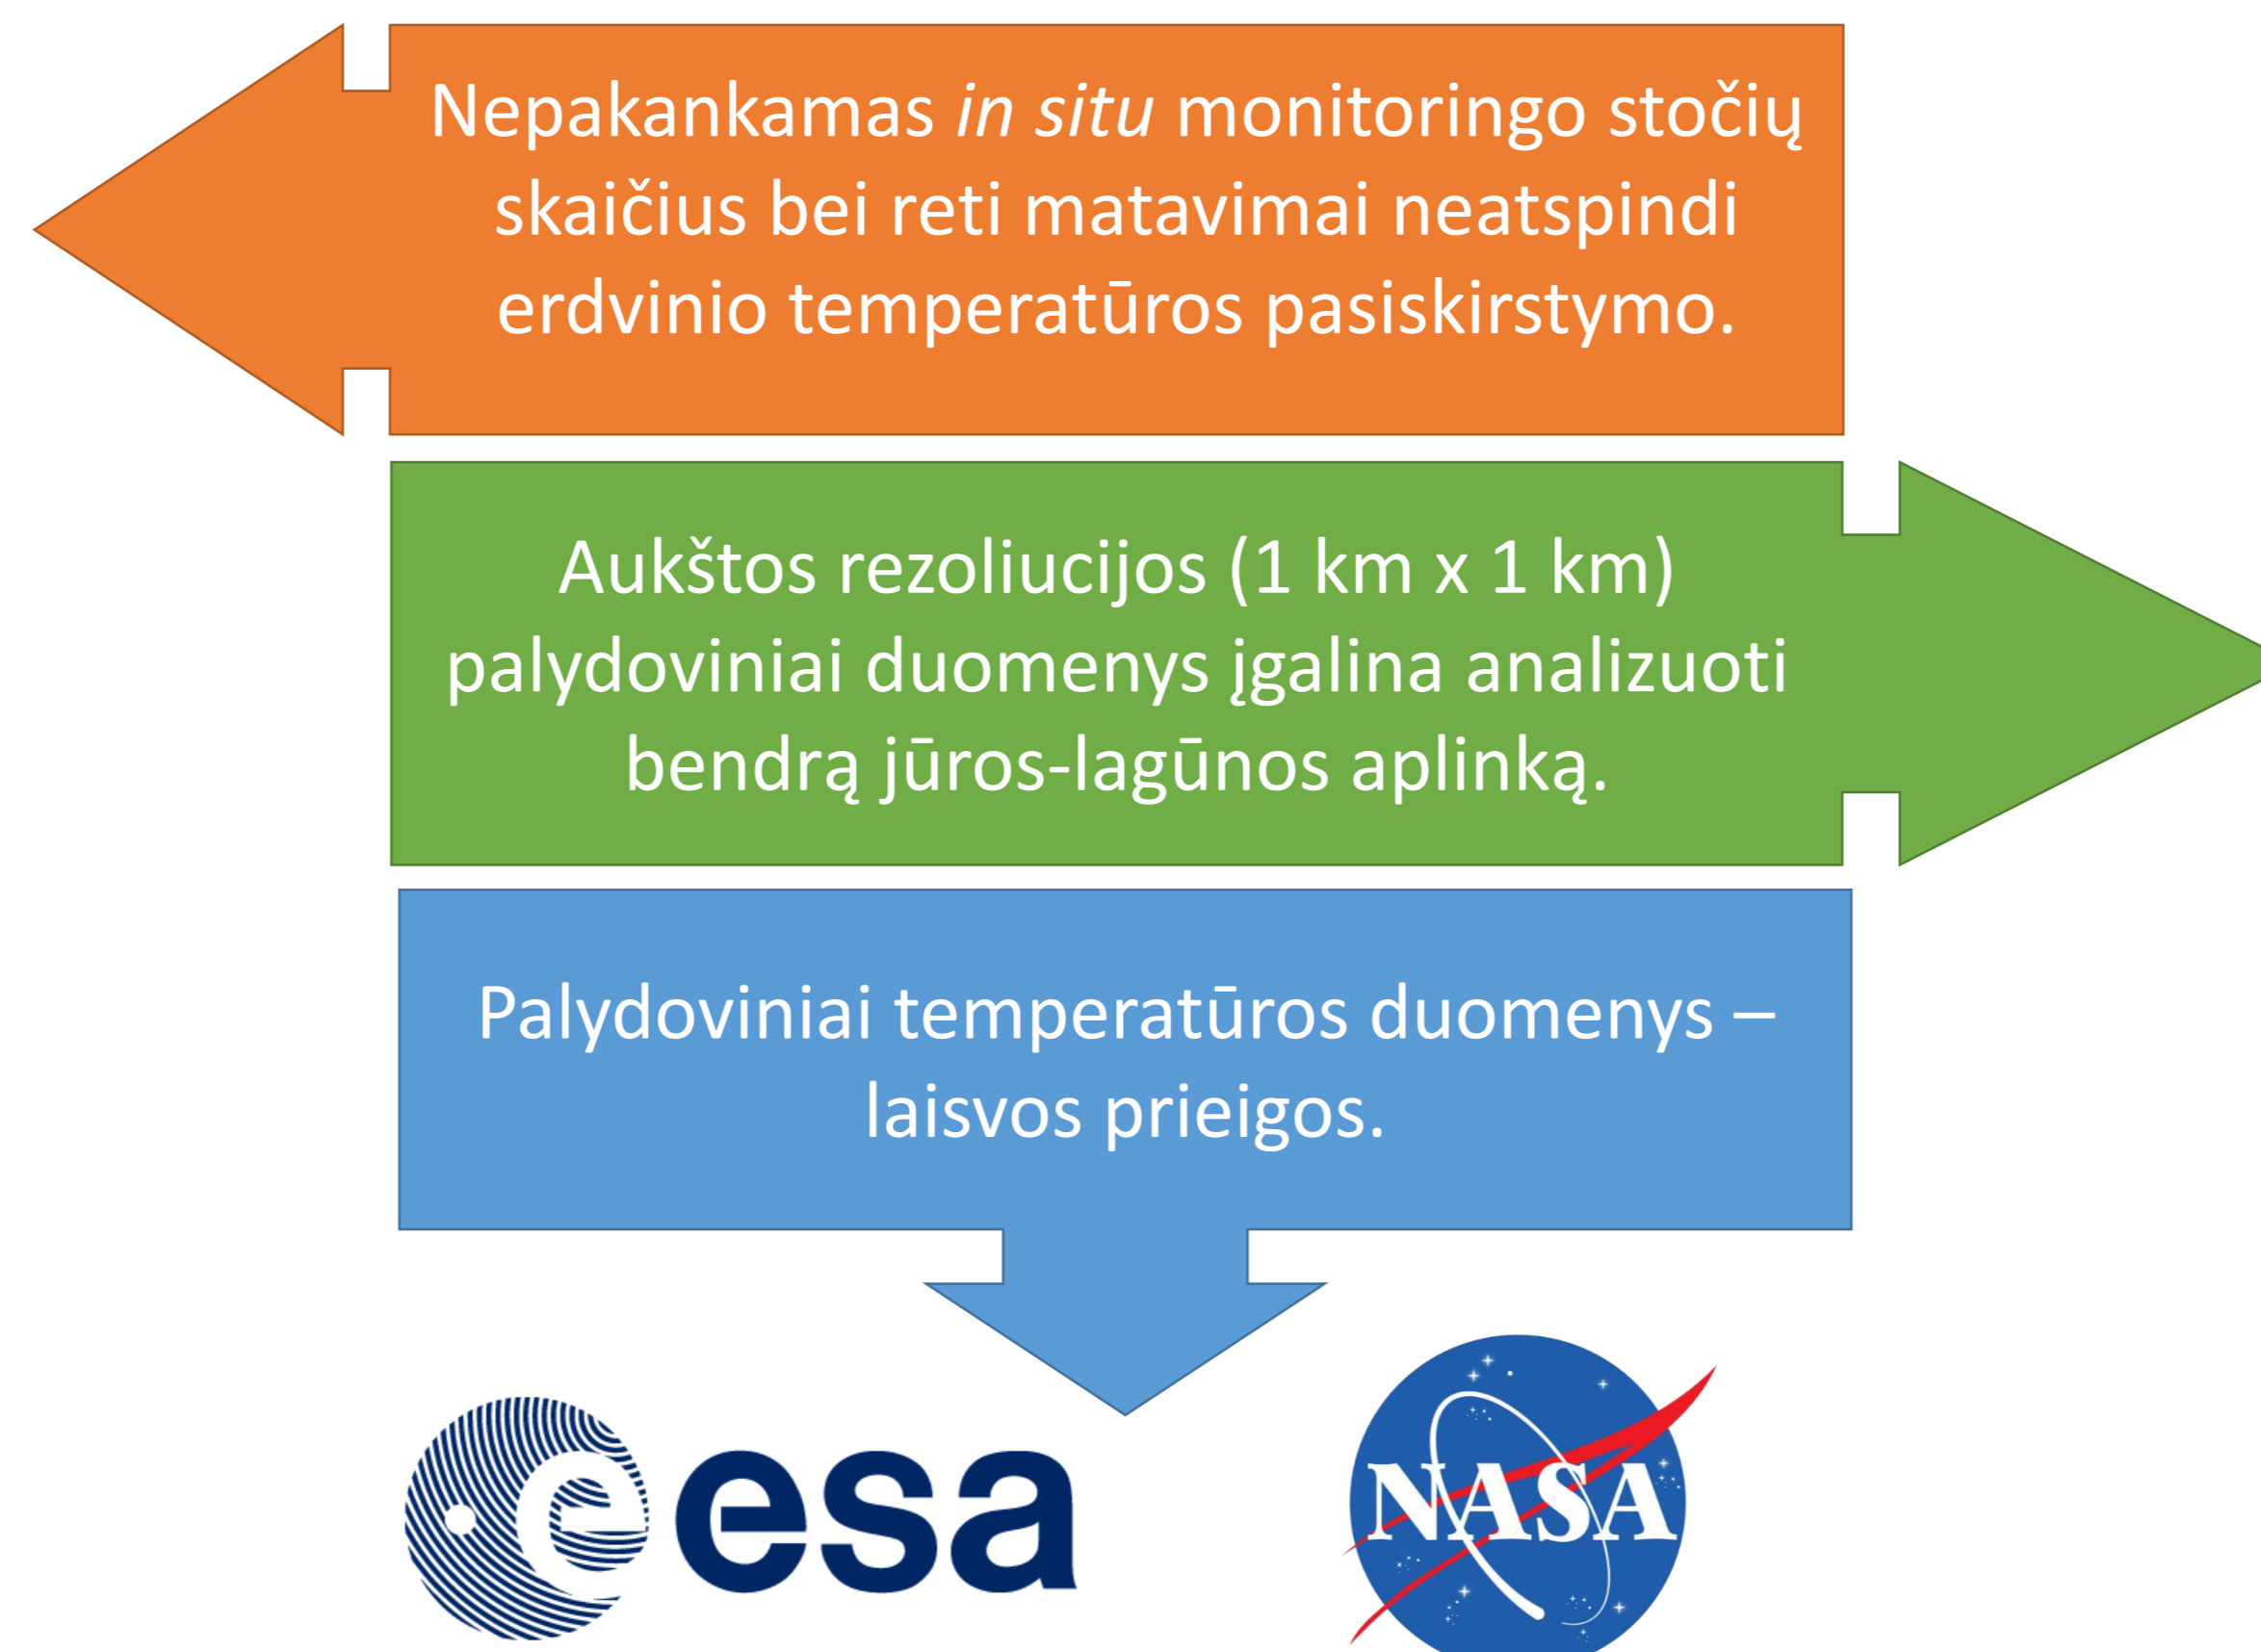 Nepakankamas in situ monitoringo stočių
skaičius bei reti matavimai neatspindi
erdvinio temperatūros pasiskirstymo.
Aukštos rezoliucijos (1 km x 1 km)
palydoviniai duomenys įgalina analizuoti
bendrą jūros-lagūnos aplinką.
Palydoviniai temperatūros duomenys –
laisvos prieigos.
esa
NASA